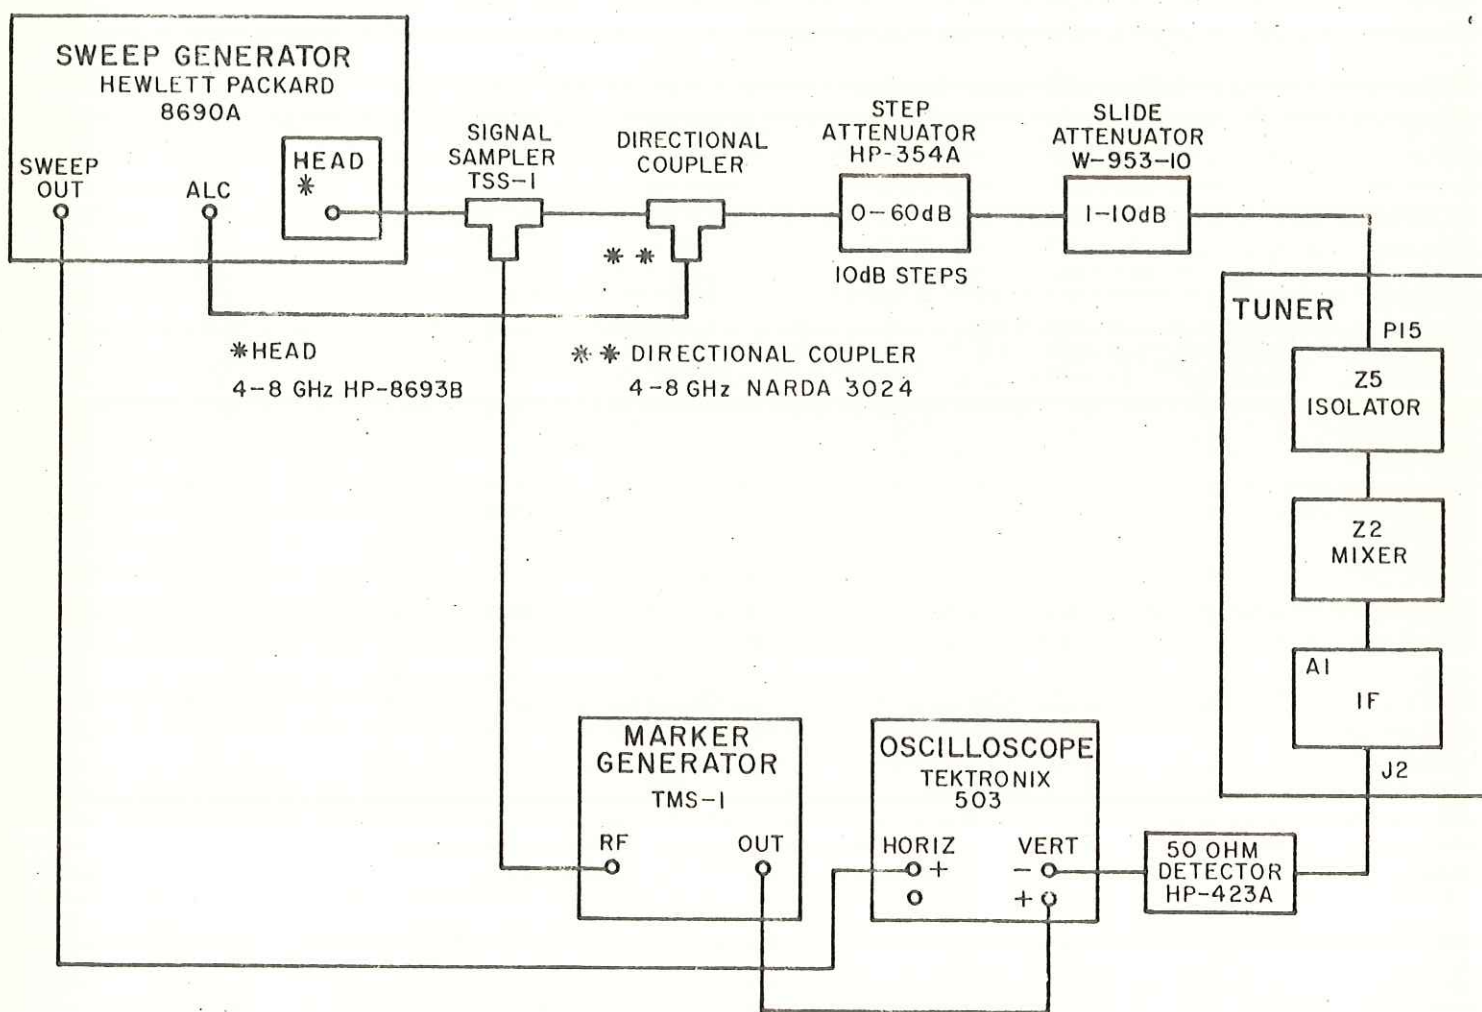 SWEEP GENERATOR
HEWLETT PACKARD
8690A
SWEEP
OUT
ALC
HEAD
*
SIGNAL
SAMPLER
TSS-1
DIRECTIONAL
COUPLER
* *
STEP
ATTENUATOR
HP-354A
0-60dB
10dB STEPS
SLIDE
ATTENUATOR
W-953-10
1-10dB
*HEAD
4-8 GHz HP-8693B
* * DIRECTIONAL COUPLER
4-8 GHz NARDA 3024
TUNER
P15
Z5
ISOLATOR
Z2
MIXER
A1
IF
J2
MARKER
GENERATOR
TMS-1
RF
OUT
OSCILLOSCOPE
TEKTRONIX
503
HORIZ
+
VERT
-
+
50 OHM
DETECTOR
HP-423A